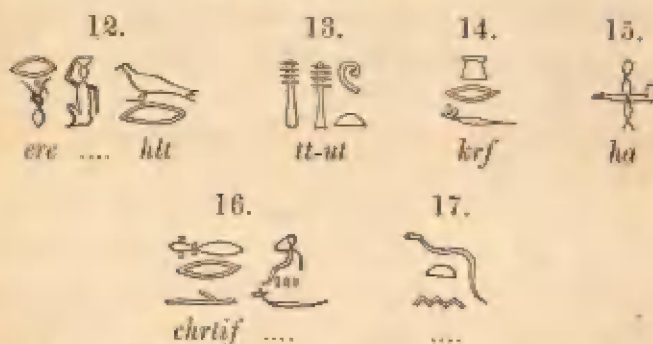 12. 13. 14. 15.
ere .... hlt tt-ut krf ha
16. 17.
chrtif .... ....